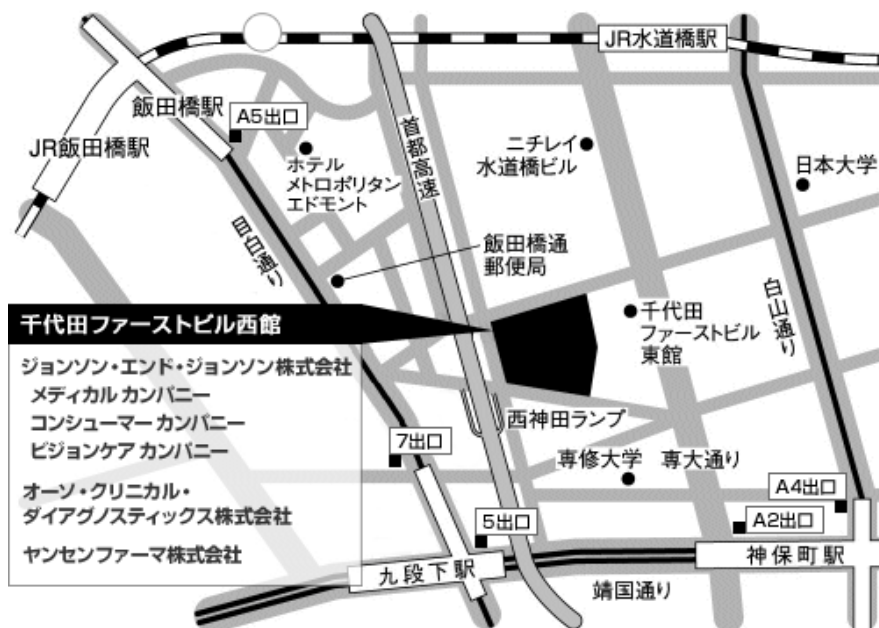 JR水道橋駅
飯田橋駅
A5出口
JR飯田橋駅
ホテル
メトロポリタン
エドモント
首都高速
ニチレイ
水道橋ビル
日本大学
目白通り
飯田橋通
郵便局
白山通り
千代田ファーストビル西館
千代田
ファーストビル
東館
ジョンソン・エンド・ジョンソン株式会社
メディカル カンパニー
コンシューマー カンパニー
ビジョンケア カンパニー
オーソ・クリニカル・
ダイアグノスティックス株式会社
ヤンセンファーマ株式会社
西神田ランプ
7出口
専修大学
専大通り
A4出口
A2出口
5出口
九段下駅
神保町駅
靖国通り